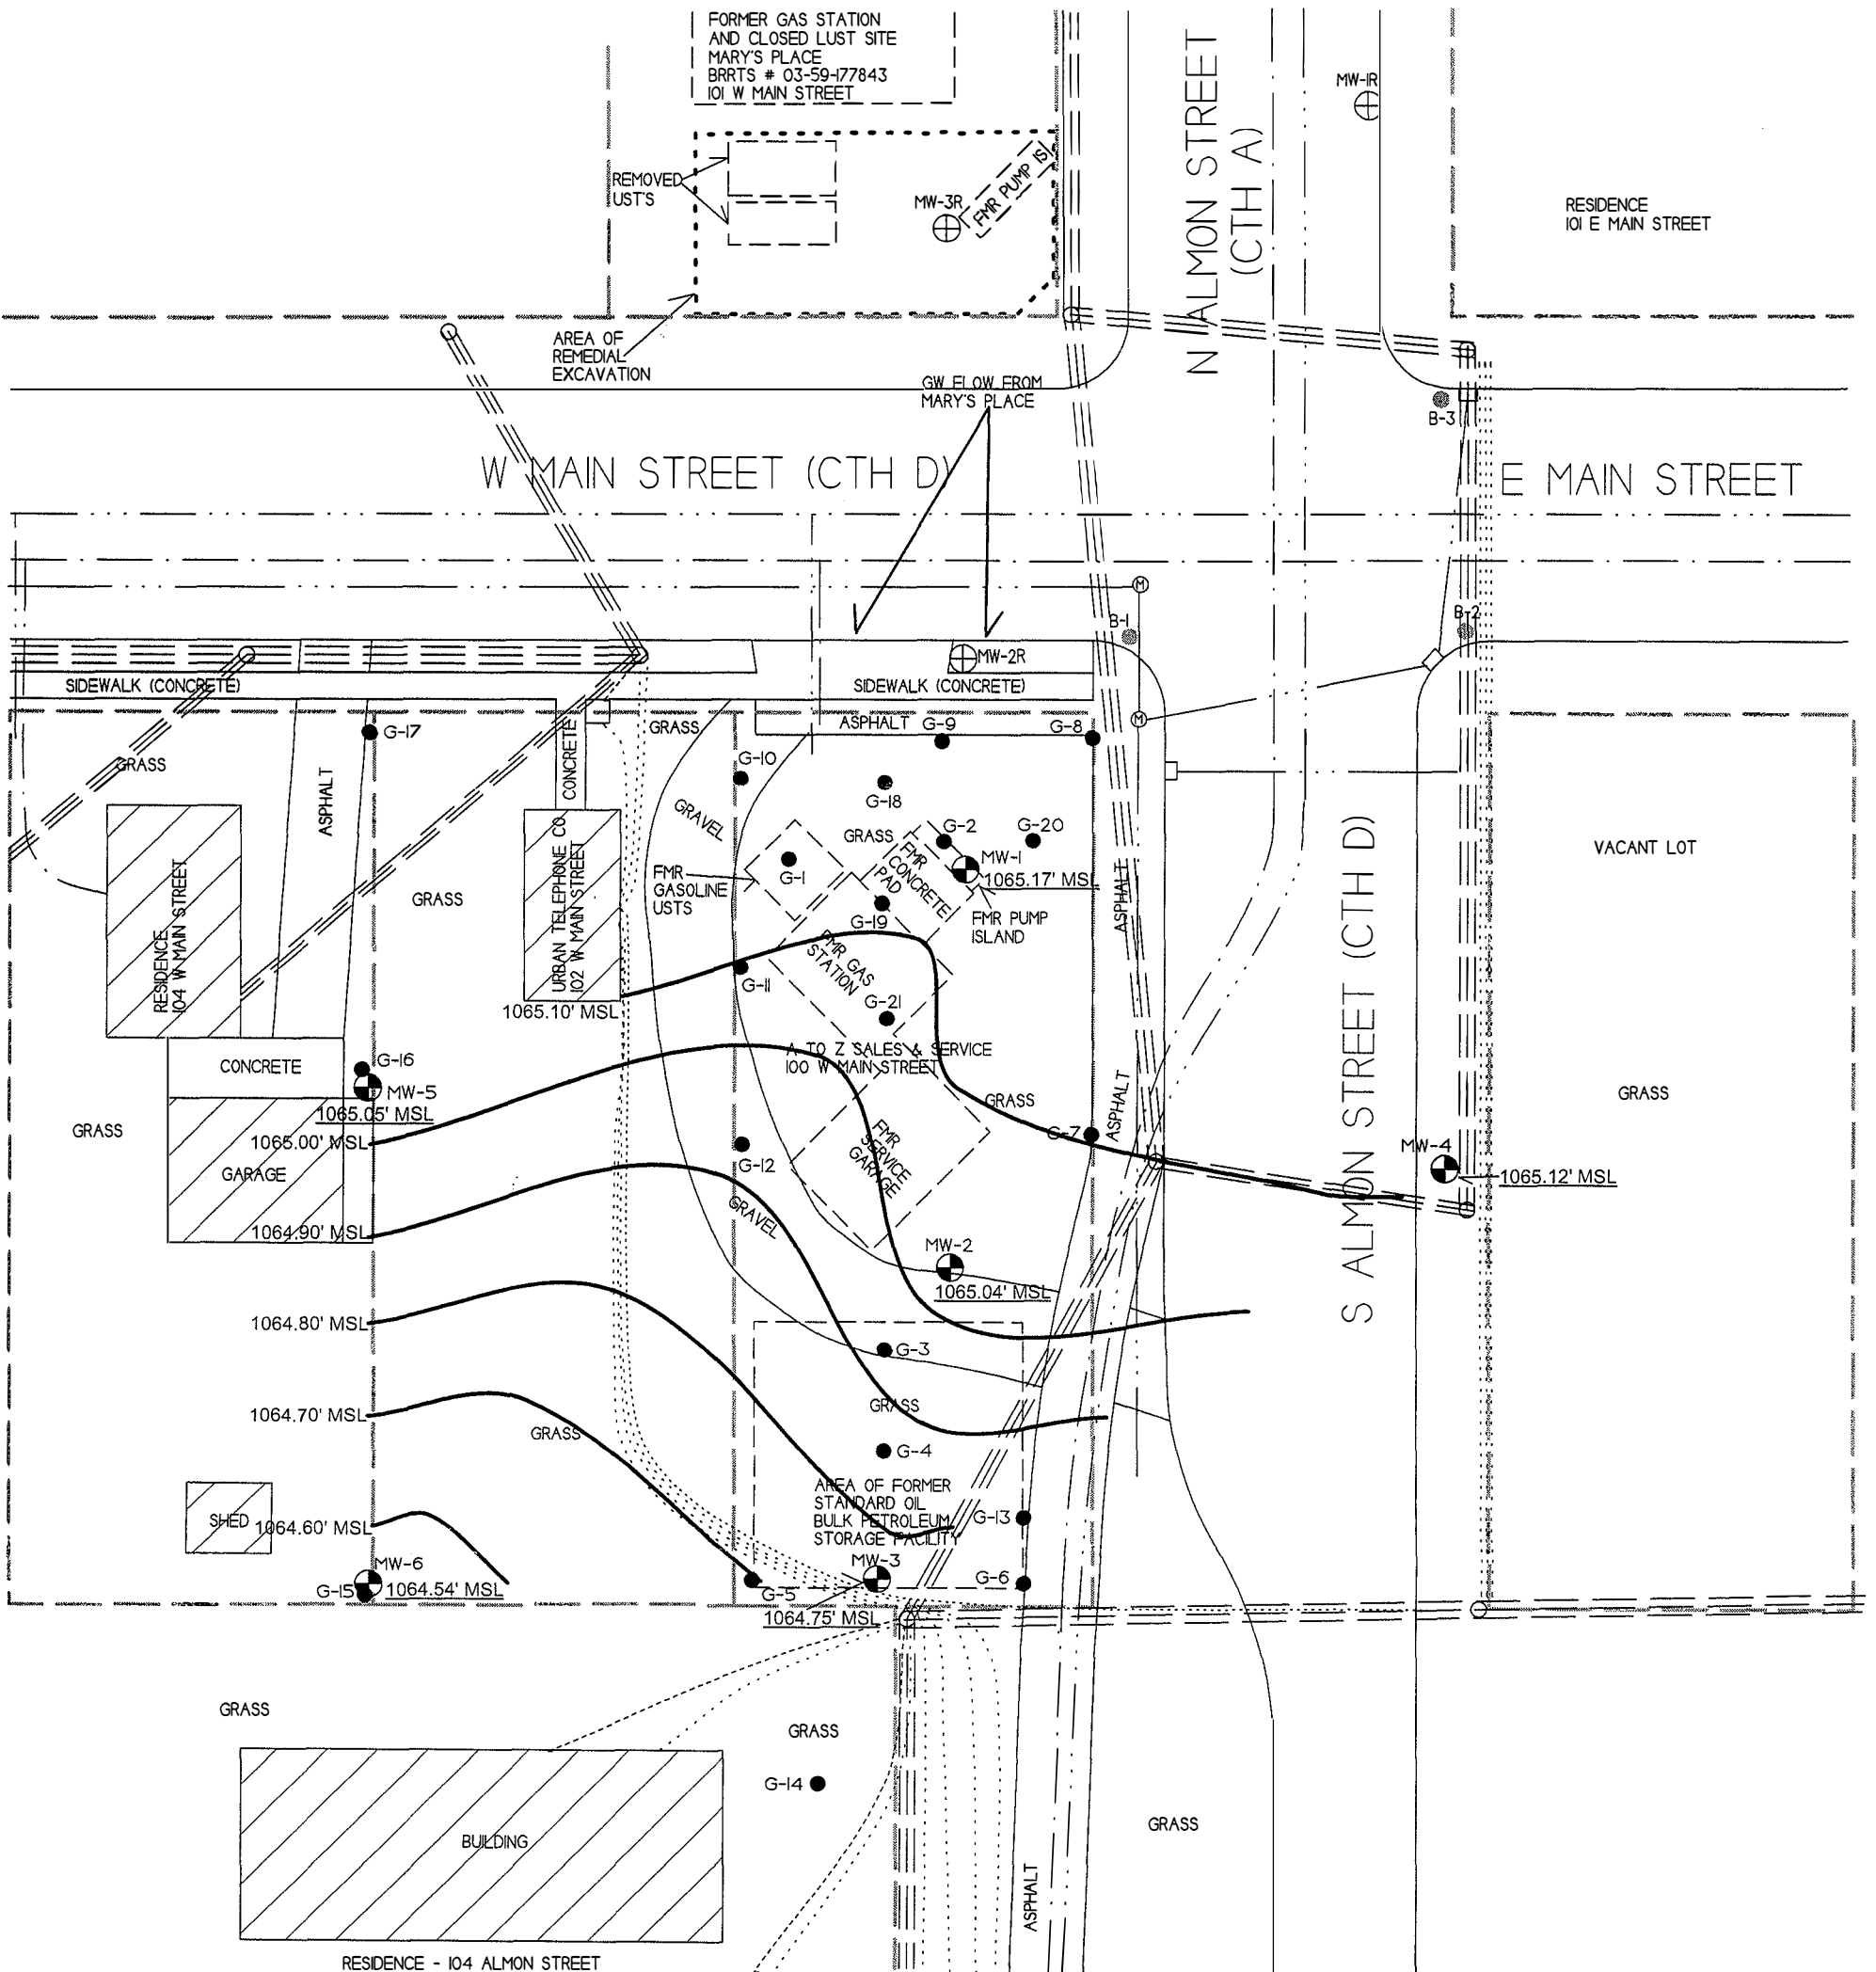 FORMER GAS STATION
AND CLOSED LUST SITE
MARY'S PLACE
BRRTS # 03-59-177843
101 W MAIN STREET
N ALMON STREET
(CTH A)
MW-1R
REMOVED
UST'S
MW-3R
FMR PUMP IS
RESIDENCE
101 E MAIN STREET
AREA OF
REMEDIAL
EXCAVATION
GW FLOW FROM
MARY'S PLACE
B-3
W MAIN STREET (CTH D)
E MAIN STREET
B-1
B-2
MW-2R
SIDEWALK (CONCRETE)
SIDEWALK (CONCRETE)
M
M
G-17
GRASS
ASPHALT
CONCRETE
GRASS
ASPHALT
G-9
G-8
G-10
G-18
GRAVEL
GRASS
G-2
G-20
VACANT LOT
MW-1
1065.17' MSL
G-1
FMR
GASOLINE
USTS
FMR
CONCRETE
PAD
FMR PUMP
ISLAND
G-19
ASPHALT
GRASS
RESIDENCE
104 W MAIN STREET
URBAN TELEPHONE CO
102 W MAIN STREET
FMR GAS
STATION
G-11
1065.10' MSL
G-21
A TO Z SALES & SERVICE
100 W MAIN STREET
S ALMON STREET (CTH D)
CONCRETE
G-16
MW-5
1065.05' MSL
GRASS
1065.00' MSL
GARAGE
1064.90' MSL
GRASS
ASPHALT
G-7
GRASS
G-12
FMR
SERVICE
GARAGE
MW-4
1065.12' MSL
GRAVEL
MW-2
1065.04' MSL
1064.80' MSL
G-3
1064.70' MSL
GRASS
GRASS
G-4
AREA OF FORMER
STANDARD OIL
BULK PETROLEUM
STORAGE FACILITY
G-13
SHED
1064.60' MSL
MW-6
G-15
1064.54' MSL
MW-3
G-5
G-6
1064.75' MSL
GRASS
GRASS
G-14
BUILDING
GRASS
ASPHALT
RESIDENCE - 104 ALMON STREET